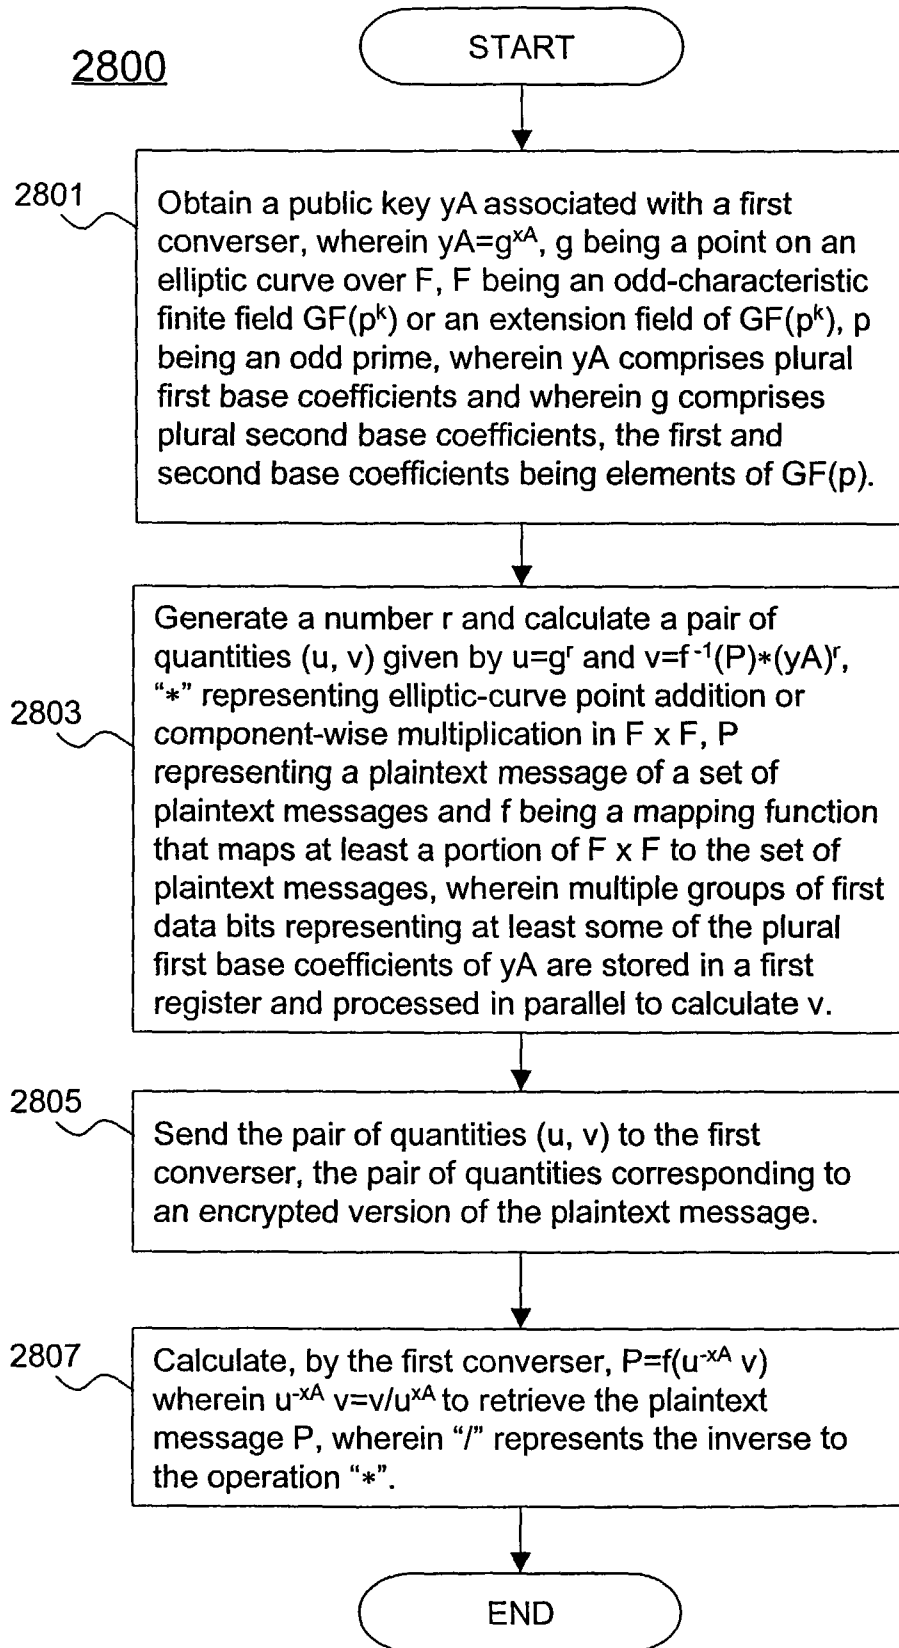 START
2800
2801
Obtain a public key yA associated with a first
converser, wherein yA=g^xA, g being a point on an
elliptic curve over F, F being an odd-characteristic
finite field GF(p^k) or an extension field of GF(p^k), p
being an odd prime, wherein yA comprises plural
first base coefficients and wherein g comprises
plural second base coefficients, the first and
second base coefficients being elements of GF(p).
2803
Generate a number r and calculate a pair of
quantities (u, v) given by u=g^r and v=f^-1(P)*(yA)^r,
“*” representing elliptic-curve point addition or
component-wise multiplication in F x F, P
representing a plaintext message of a set of
plaintext messages and f being a mapping function
that maps at least a portion of F x F to the set of
plaintext messages, wherein multiple groups of first
data bits representing at least some of the plural
first base coefficients of yA are stored in a first
register and processed in parallel to calculate v.
2805
Send the pair of quantities (u, v) to the first
converser, the pair of quantities corresponding to
an encrypted version of the plaintext message.
2807
Calculate, by the first converser, P=f(u^-xA v)
wherein u^-xA v=v/u^xA to retrieve the plaintext
message P, wherein “/” represents the inverse to
the operation “*”.
END